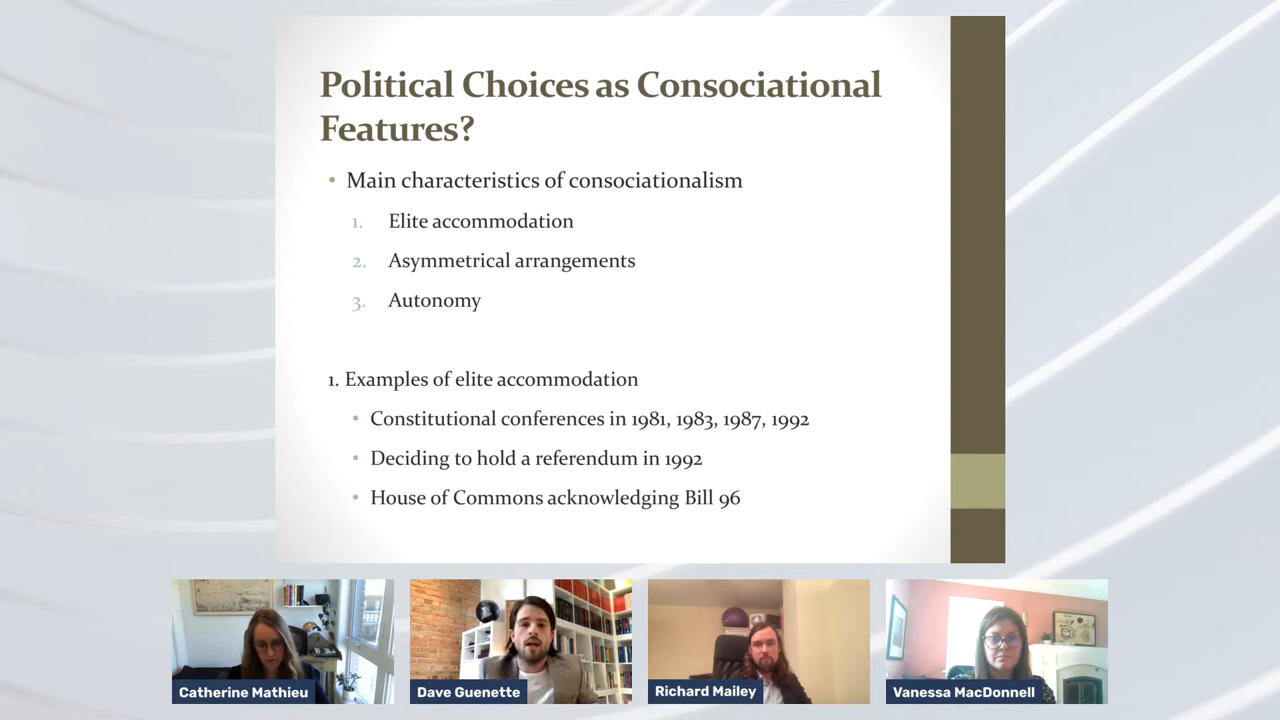 Political Choices as Consociational
Features?
• Main characteristics of consociationalism
1. Elite accommodation
2. Asymmetrical arrangements
3. Autonomy
1. Examples of elite accommodation
• Constitutional conferences in 1981, 1983, 1987, 1992
• Deciding to hold a referendum in 1992
• House of Commons acknowledging Bill 96
Catherine Mathieu
Dave Guenette
Richard Mailey
Vanessa MacDonnell